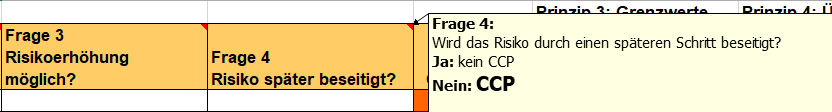 Prinzip 3: Grenzwerte
Prinzip 4: Ü
Frage 3
Risikoerhöhung
möglich?
Frage 4
Risiko später beseitigt?
Frage 4:
Wird das Risiko durch einen späteren Schritt beseitigt?
Ja: kein CCP
Nein: CCP